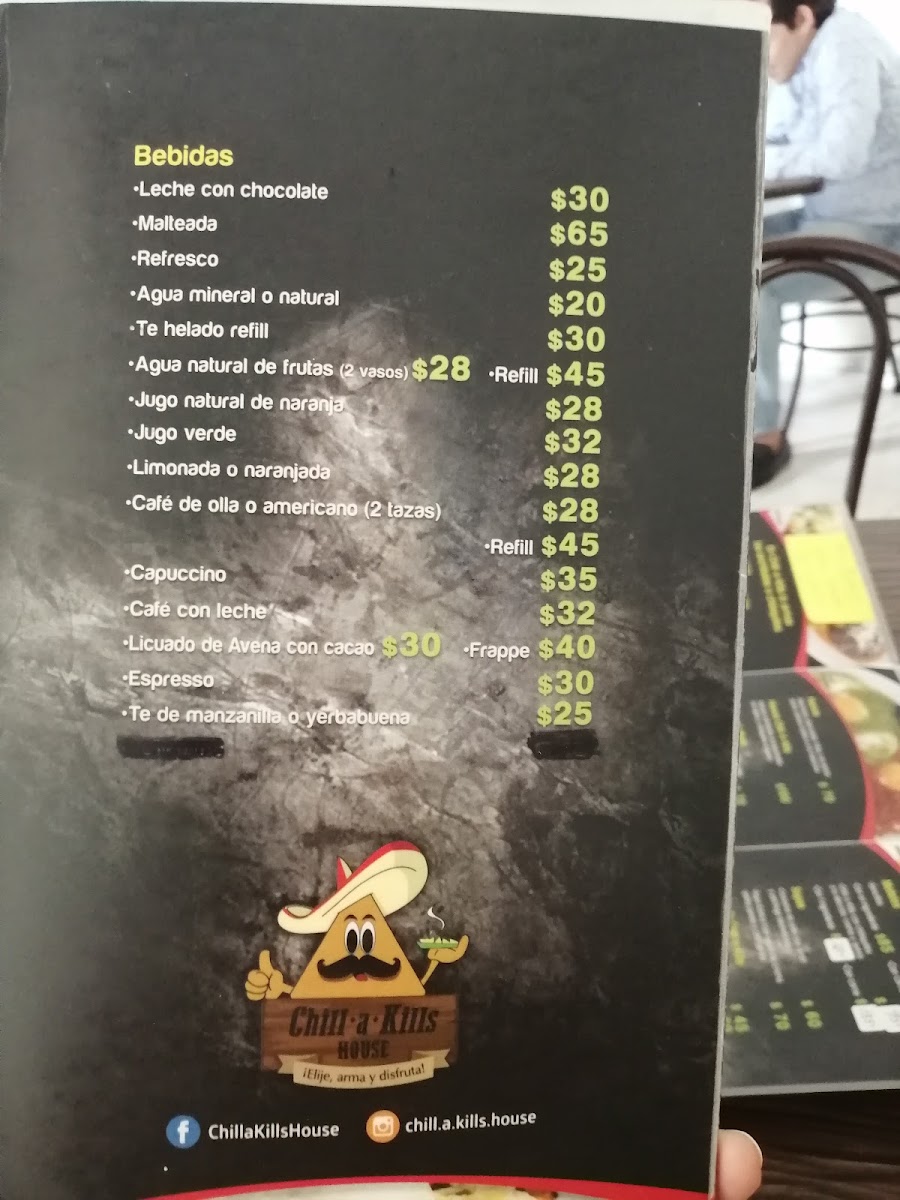 Bebidas
•Leche con chocolate $30
•Malteada $65
•Refresco $25
•Agua mineral o natural $20
•Te helado refill $30
•Agua natural de frutas (2 vasos) $28 •Refill $45
•Jugo natural de naranja $28
•Jugo verde $32
•Limonada o naranjada $28
•Café de olla o americano (2 tazas) $28
•Refill $45
•Capuccino $35
•Café con leche $32
•Licuado de Avena con cacao $30 •Frappe $40
•Espresso $30
•Te de manzanilla o yerbabuena $25
Chill·a·Kills
HOUSE
¡Elije, arma y disfruta!
ChillaKillsHouse
chill.a.kills.house